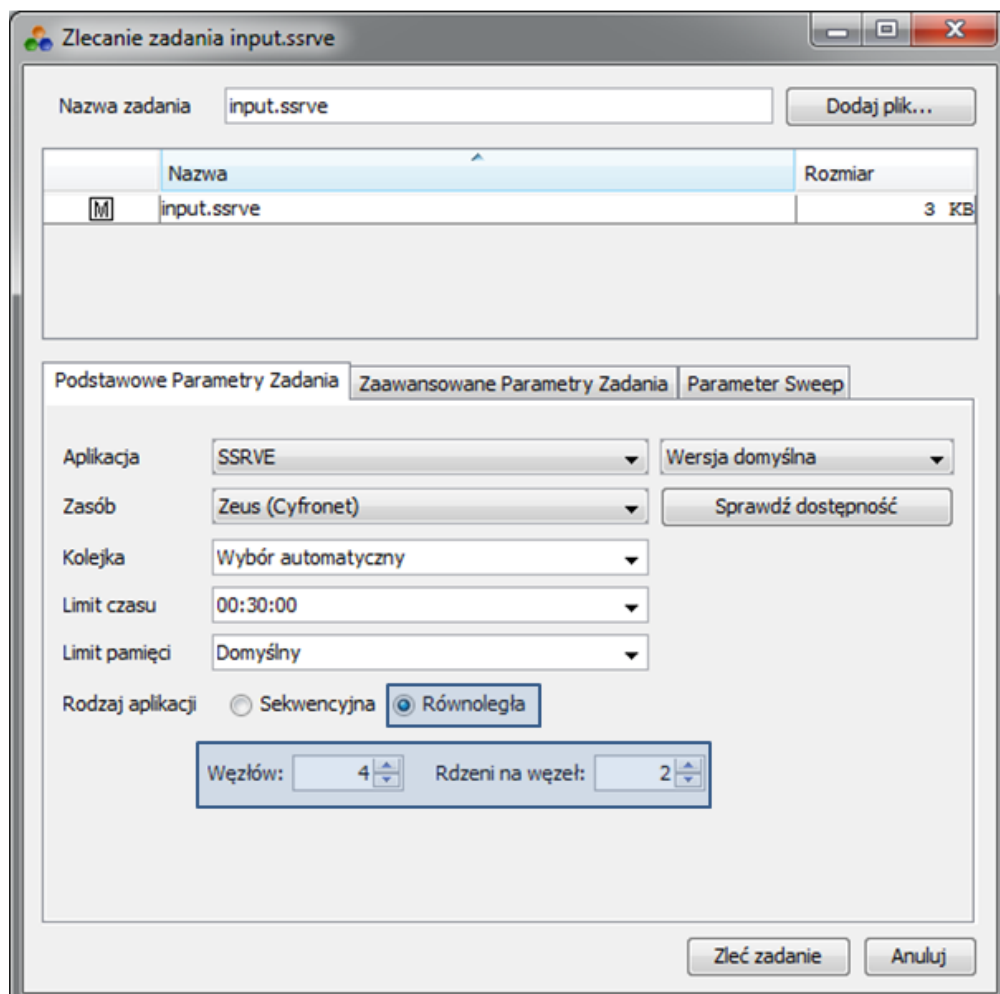 Zlecanie zadania input.ssrve
Nazwa zadania input.ssrve Dodaj plik...
Nazwa Rozmiar
M input.ssrve 3 KB
Podstawowe Parametry Zadania Zaawansowane Parametry Zadania Parameter Sweep
Aplikacja SSRVE Wersja domyślna
Zasób Zeus (Cyfronet) Sprawdź dostępność
Kolejka Wybór automatyczny
Limit czasu 00:30:00
Limit pamięci Domyślny
Rodzaj aplikacji Sekwencyjna Równoległa
Węzłów: 4 Rdzeni na węzeł: 2
Zleć zadanie Anuluj